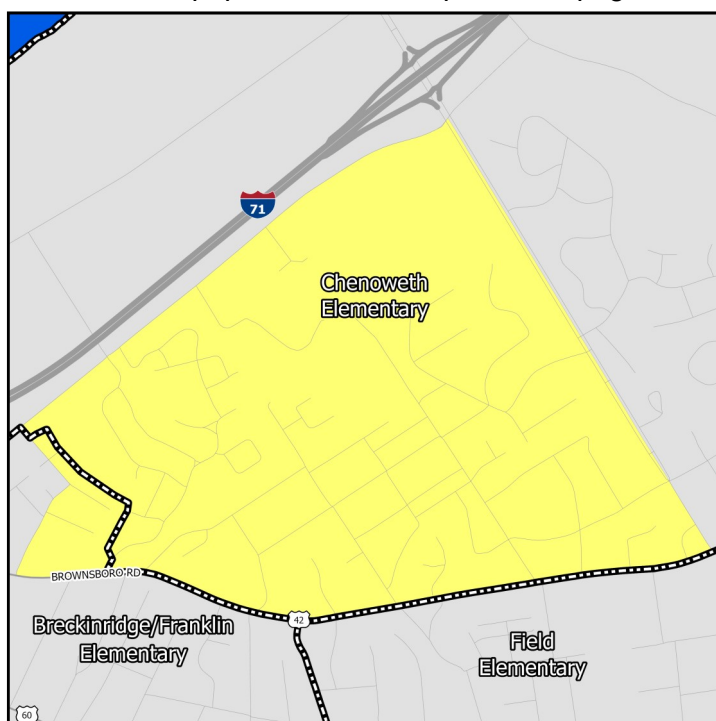 71
Chenoweth
Elementary
BROWNSBORO RD
42
Breckinridge/Franklin
Elementary
Field
Elementary
60